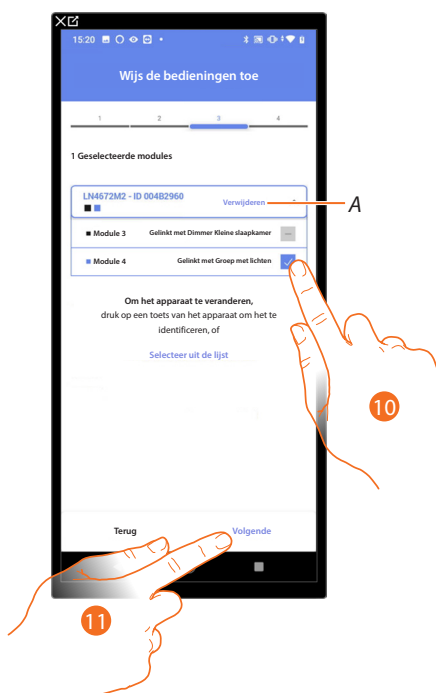 15:20
Wijs de bedieningen toe
1 2 3 4
1 Geselecteerde modules
LN4672M2 - ID 004B2960
Verwijderen
A
Module 3 Gelinkt met Dimmer Kleine slaapkamer
Module 4 Gelinkt met Groep met lichten
Om het apparaat te veranderen,
druk op een toets van het apparaat om het te
identificeren, of
Selecteer uit de lijst
10
Terug Volgende
11